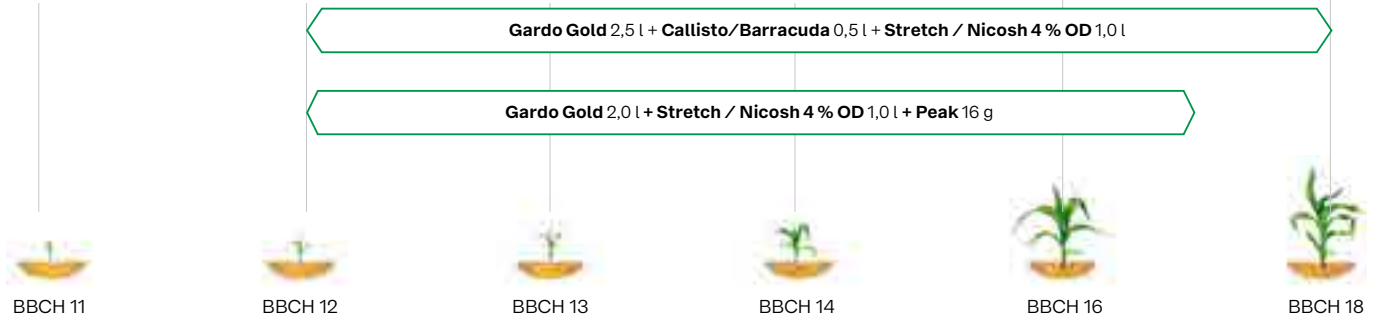 Gardo Gold 2,5 l + Callisto/Barracuda 0,5 l + Stretch / Nicosh 4 % OD 1,0 l
Gardo Gold 2,0 l + Stretch / Nicosh 4 % OD 1,0 l + Peak 16 g
BBCH 11 BBCH 12 BBCH 13 BBCH 14 BBCH 16 BBCH 18